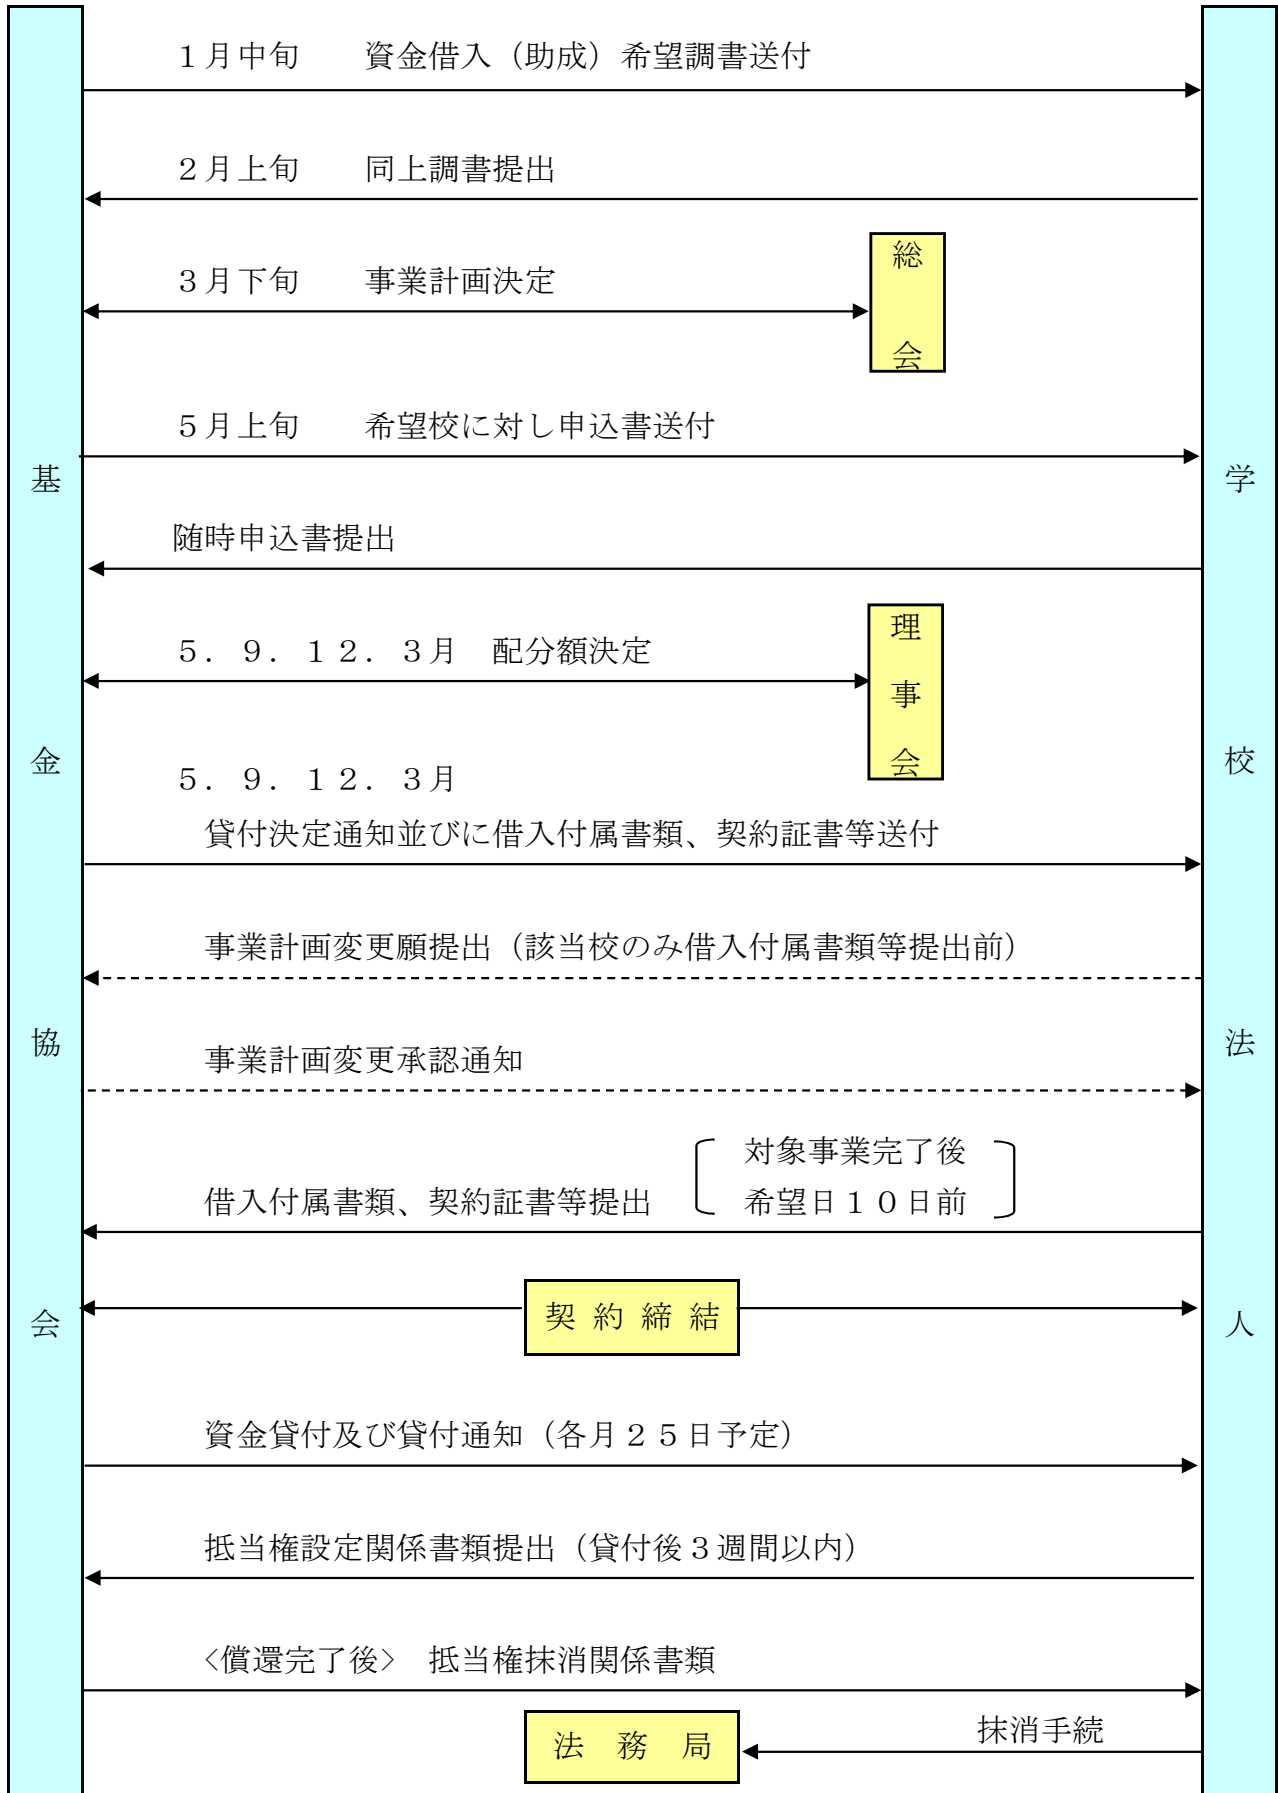 １月中旬　　資金借入（助成）希望調書送付
２月上旬　　同上調書提出
３月下旬　　事業計画決定
総会
５月上旬　　希望校に対し申込書送付
随時申込書提出
５．９．１２．３月　配分額決定
理事会
５．９．１２．３月
貸付決定通知並びに借入付属書類、契約証書等送付
事業計画変更願提出（該当校のみ借入付属書類等提出前）
事業計画変更承認通知
対象事業完了後
借入付属書類、契約証書等提出　希望日１０日前
契約締結
資金貸付及び貸付通知（各月２５日予定）
抵当権設定関係書類提出（貸付後３週間以内）
<償還完了後>　抵当権抹消関係書類
抹消手続
法　務　局
基金協会
学校法人